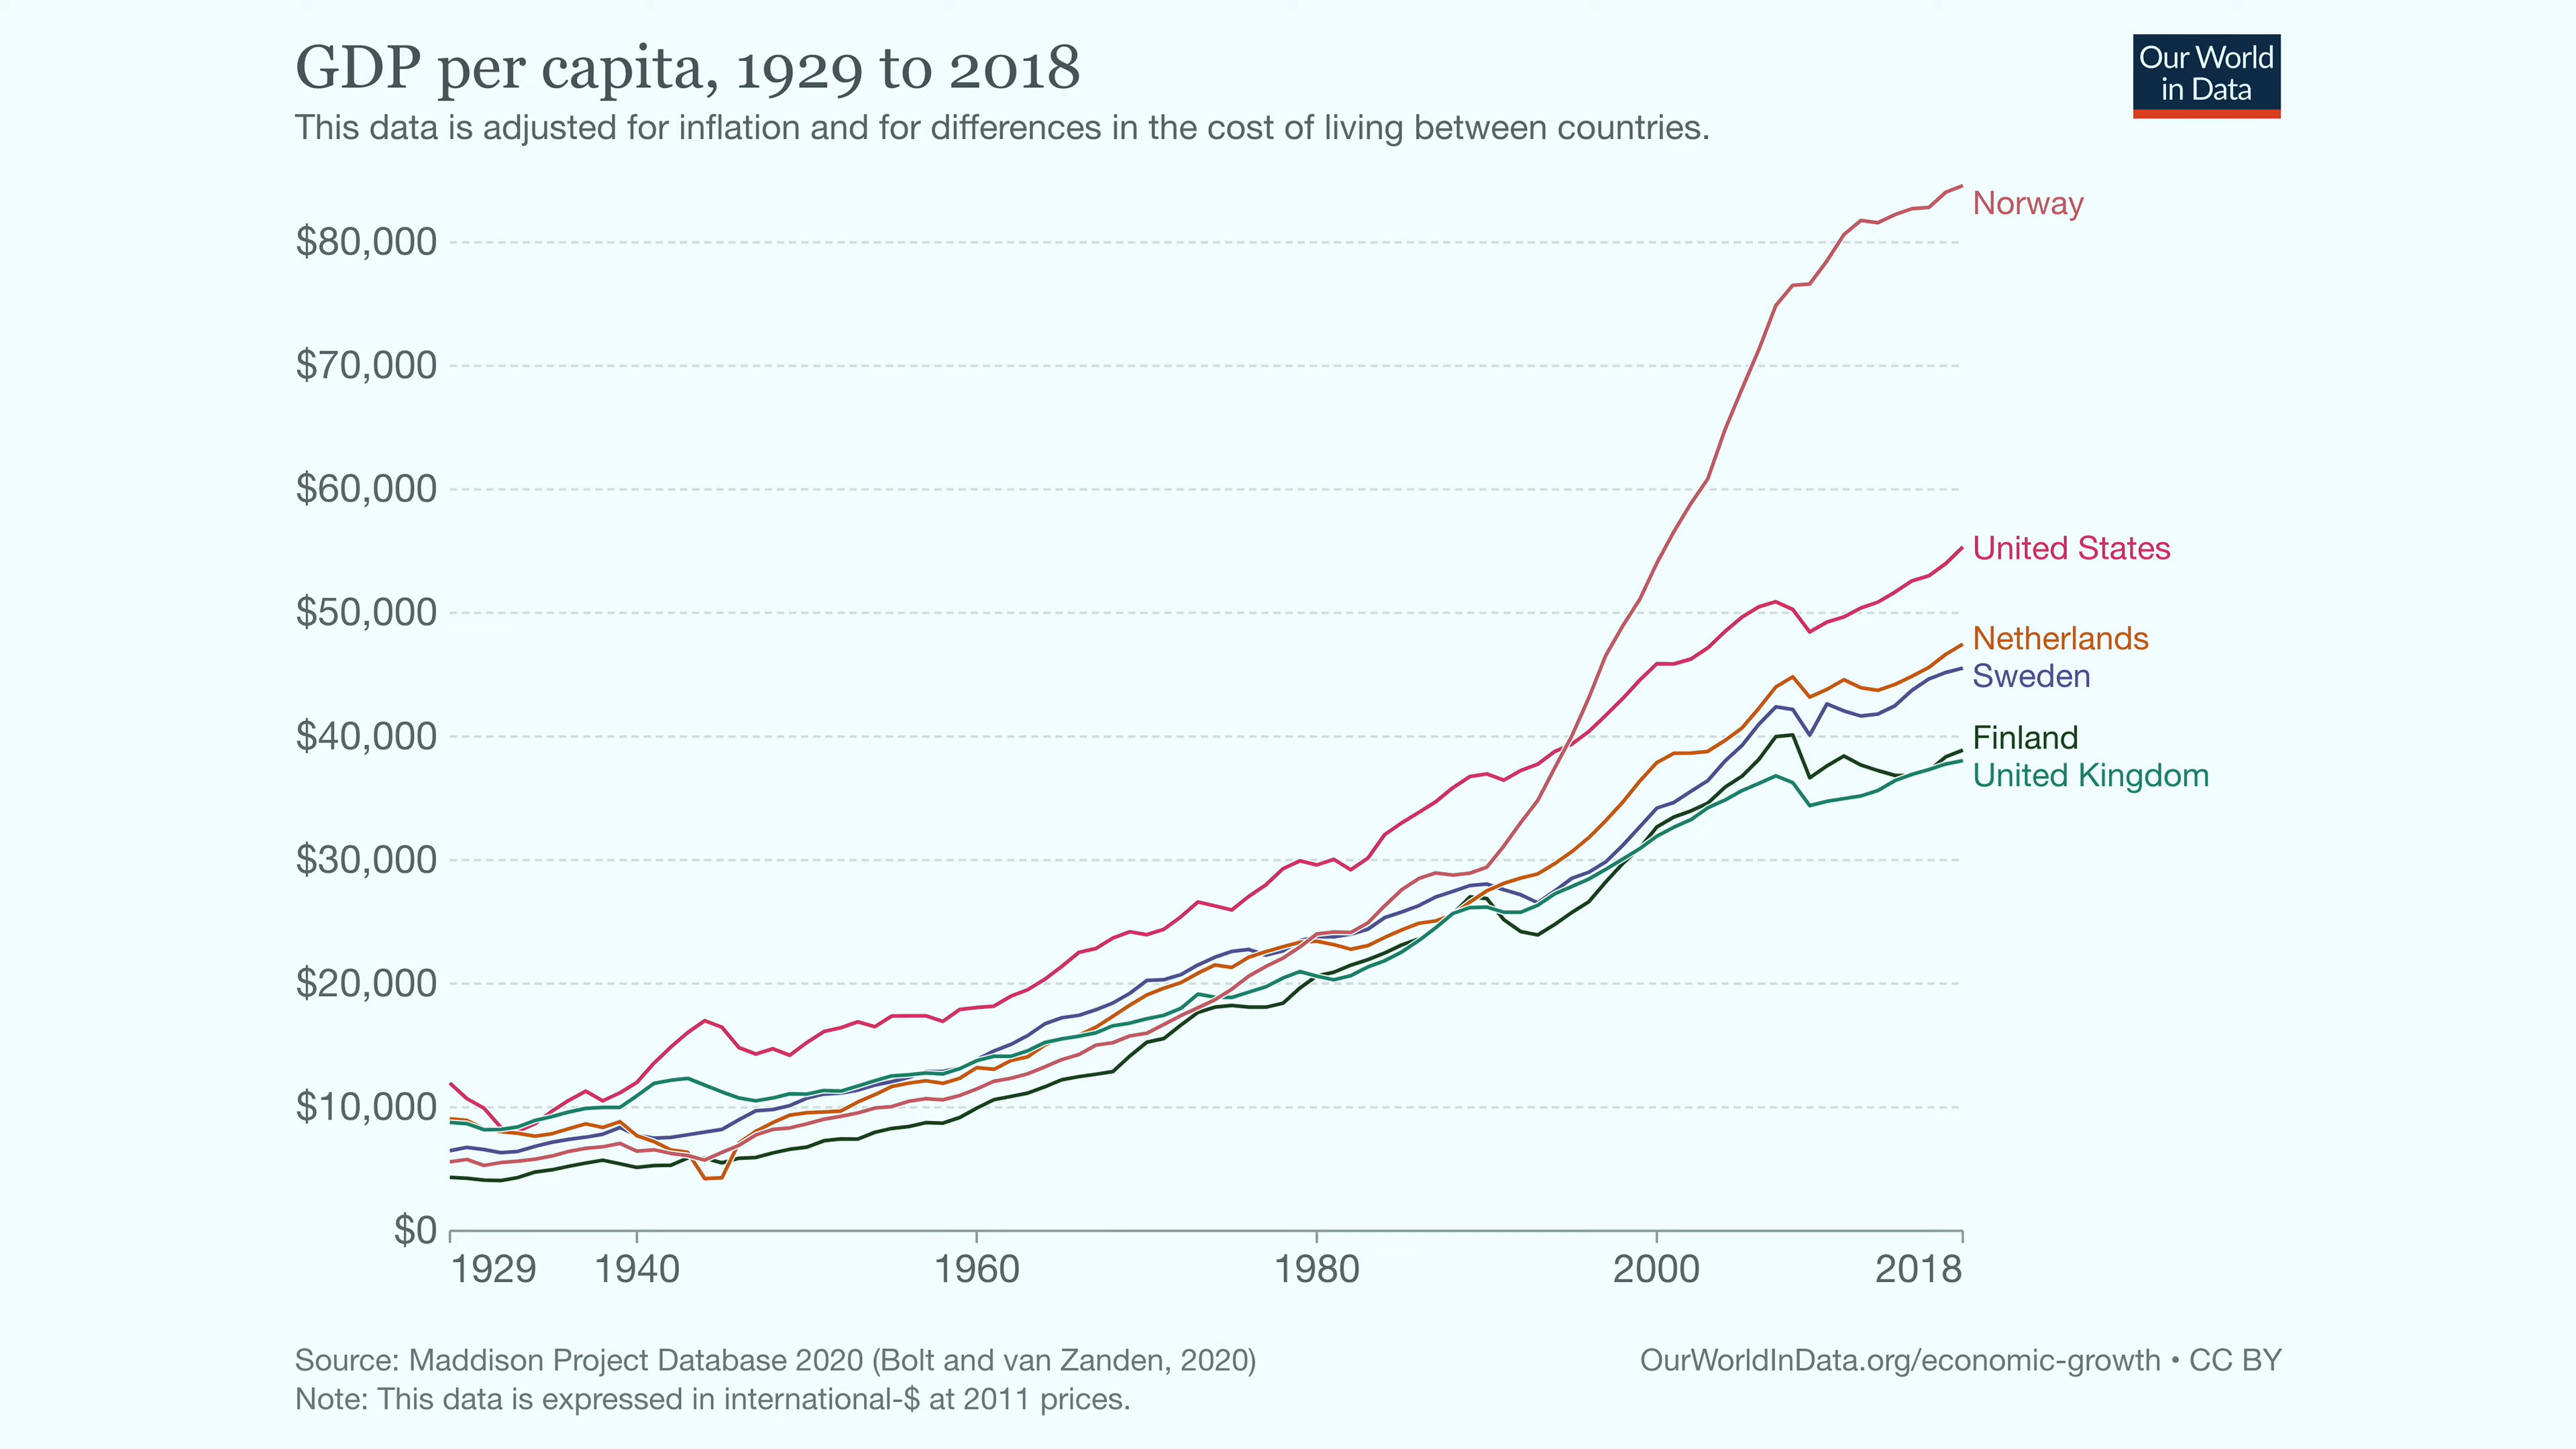 GDP per capita, 1929 to 2018
This data is adjusted for inflation and for differences in the cost of living between countries.
Our World
in Data
$80,000
$70,000
$60,000
$50,000
$40,000
$30,000
$20,000
$10,000
$0
Norway
United States
Netherlands
Sweden
Finland
United Kingdom
1929 1940 1960 1980 2000 2018
Source: Maddison Project Database 2020 (Bolt and van Zanden, 2020)
OurWorldInData.org/economic-growth • CC BY
Note: This data is expressed in international-$ at 2011 prices.